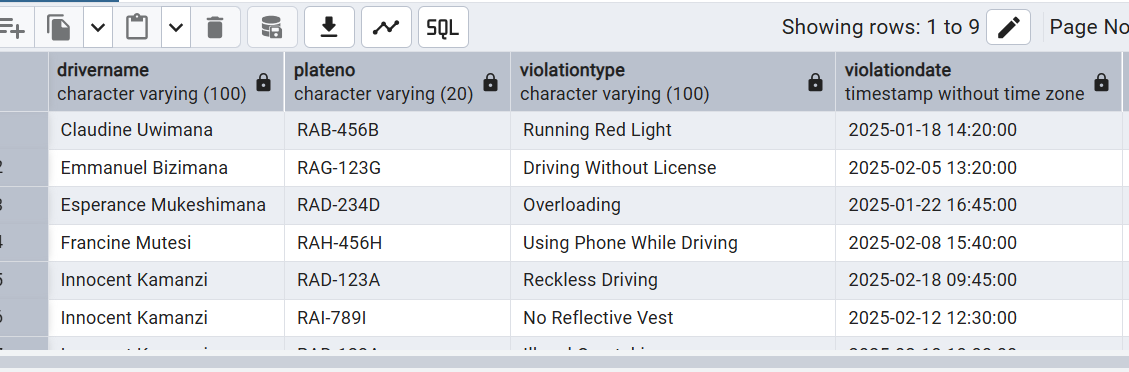 SQL
Showing rows: 1 to 9
Page No
drivername
character varying (100)
plateno
character varying (20)
violationtype
character varying (100)
violationdate
timestamp without time zone
Claudine Uwimana RAB-456B Running Red Light 2025-01-18 14:20:00
2 Emmanuel Bizimana RAG-123G Driving Without License 2025-02-05 13:20:00
3 Esperance Mukeshimana RAD-234D Overloading 2025-01-22 16:45:00
4 Francine Mutesi RAH-456H Using Phone While Driving 2025-02-08 15:40:00
5 Innocent Kamanzi RAD-123A Reckless Driving 2025-02-18 09:45:00
6 Innocent Kamanzi RAI-789I No Reflective Vest 2025-02-12 12:30:00